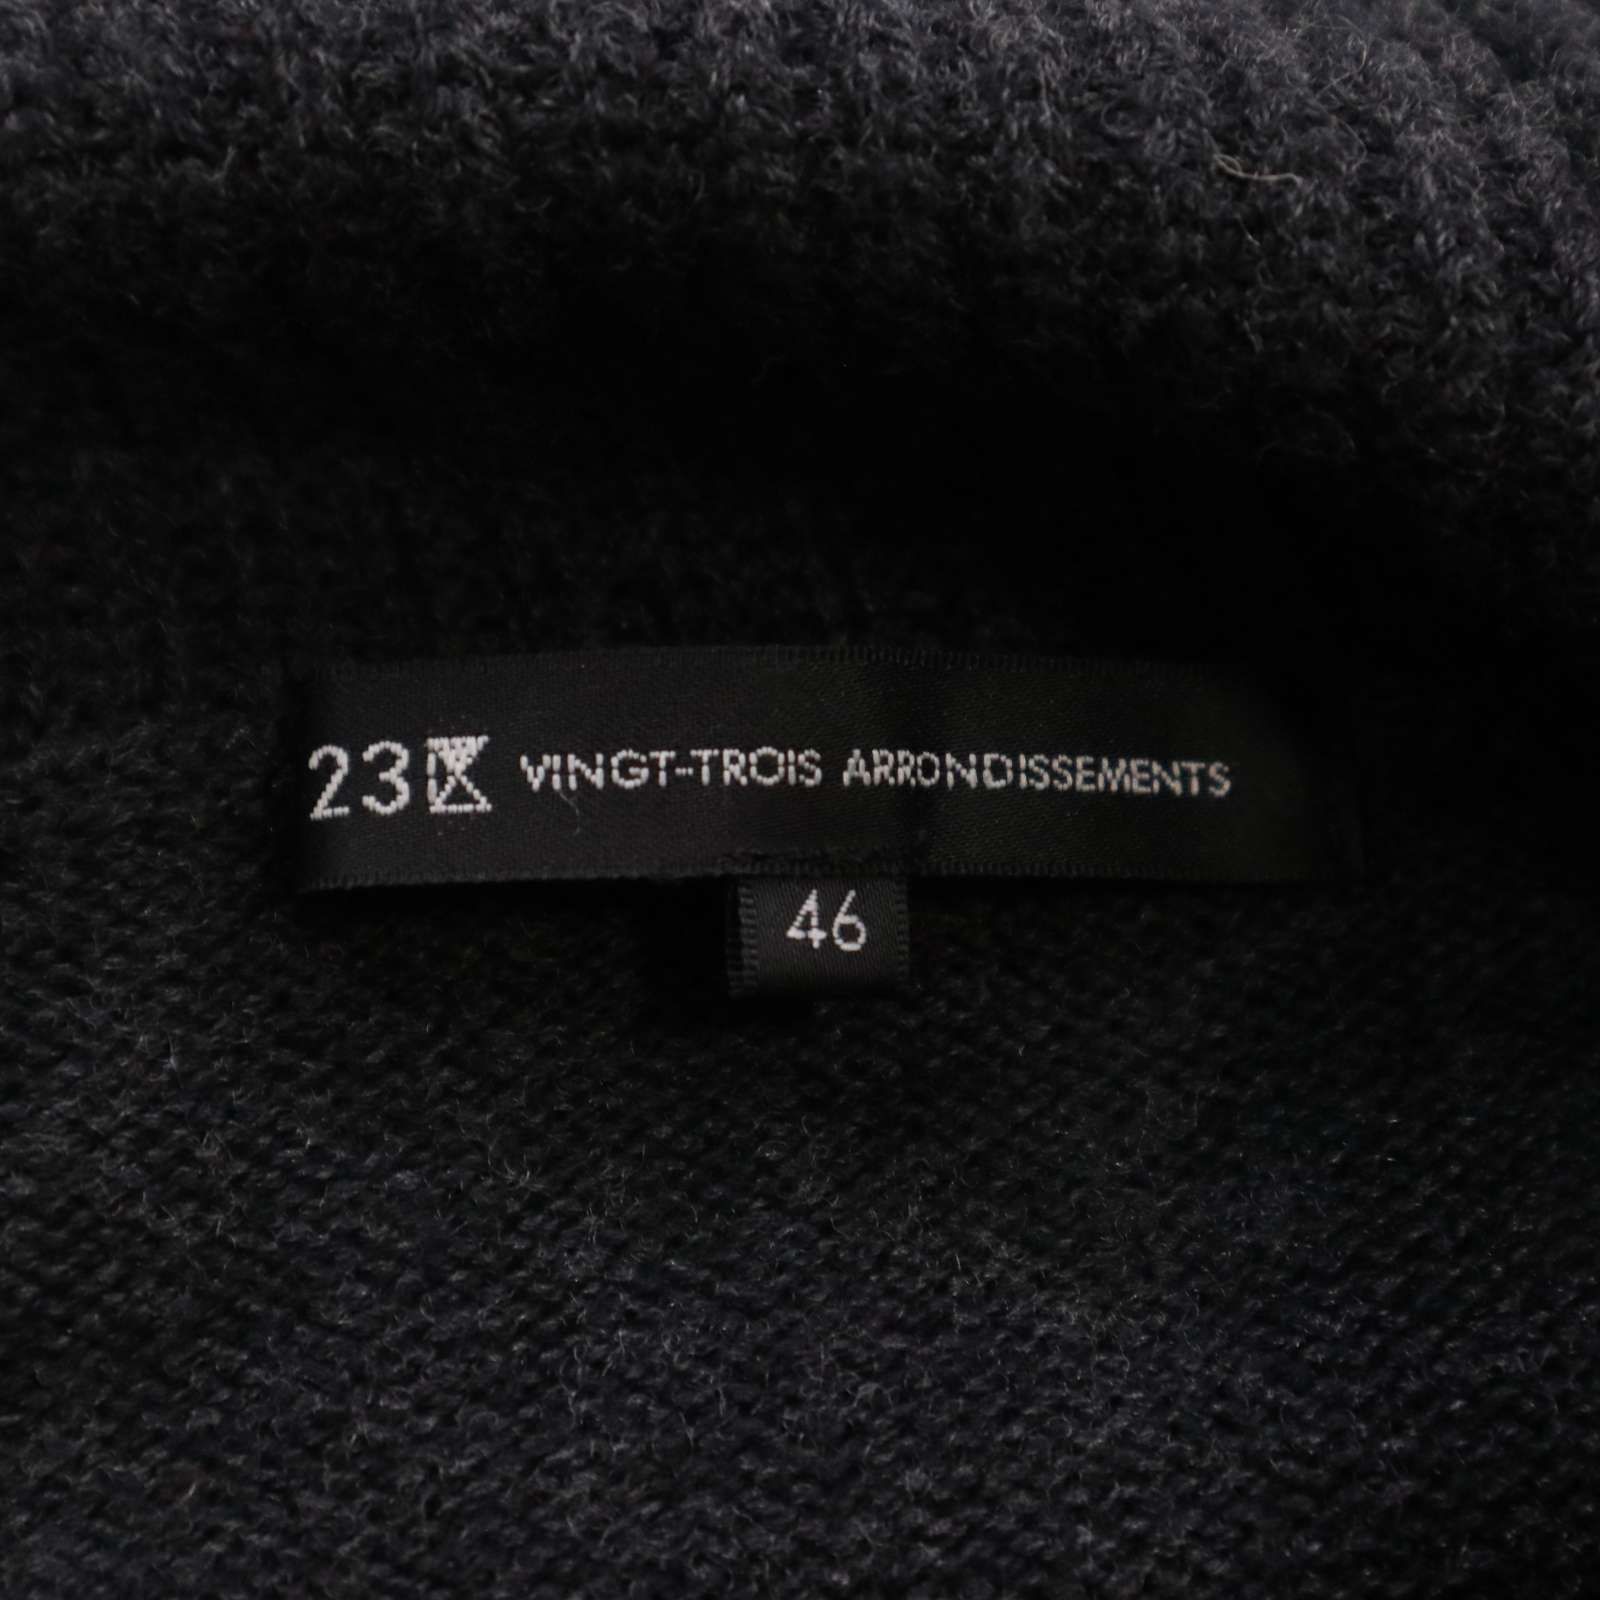 23 VINGT-TROIS ARRONDISSEMENTS
46